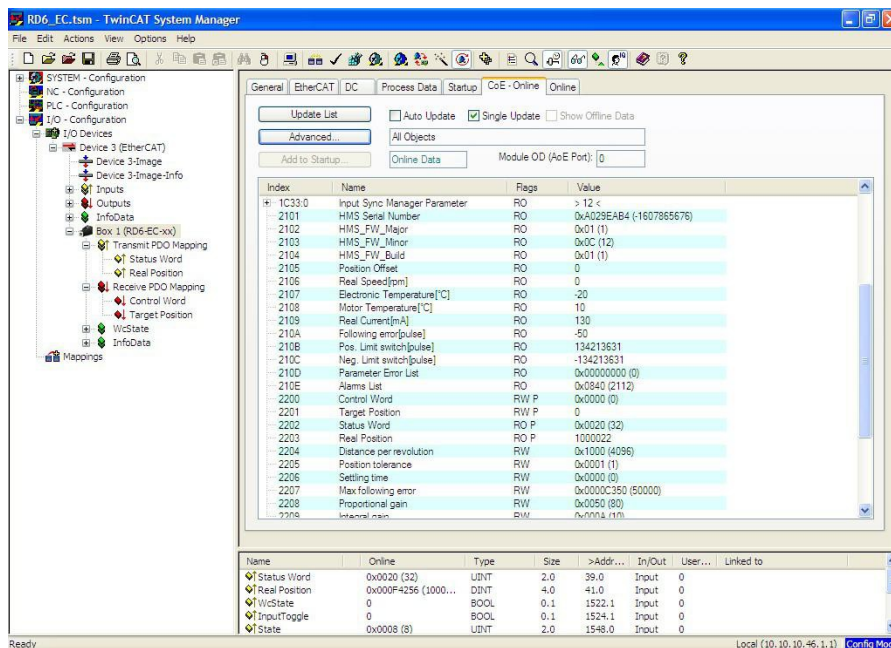 RD6_EC.tsm - TwinCAT System Manager
File Edit Actions View Options Help
SYSTEM - Configuration
NC - Configuration
PLC - Configuration
I/O - Configuration
I/O Devices
Device 3 (EtherCAT)
Device 3-Image
Device 3-Image-Info
Inputs
Outputs
InfoData
Box 1 (RD6-EC-xx)
Transmit PDO Mapping
Status Word
Real Position
Receive PDO Mapping
Control Word
Target Position
WcState
InfoData
Mappings
General EtherCAT DC Process Data Startup CoE - Online Online
Update List Auto Update Single Update Show Offline Data
Advanced... All Objects
Add to Startup... Online Data Module OD (AoE Port): 0
Index Name Flags Value
1C33:0 Input Sync Manager Parameter RO > 12 <
2101 HMS Serial Number RO 0xA029EAB4 (-1607865676)
2102 HMS_FW_Major RO 0x01 (1)
2103 HMS_FW_Minor RO 0x0C (12)
2104 HMS_FW_Build RO 0x01 (1)
2105 Position Offset RO 0
2106 Real Speed[rpm] RO 0
2107 Electronic Temperature[°C] RO -20
2108 Motor Temperature[°C] RO 10
2109 Real Current[mA] RO 130
210A Following error[pulse] RO -50
210B Pos. Limit switch[pulse] RO 134213631
210C Neg. Limit switch[pulse] RO -134213631
210D Parameter Error List RO 0x00000000 (0)
210E Alarms List RO 0x0840 (2112)
2200 Control Word RW P 0x0000 (0)
2201 Target Position RW P 0
2202 Status Word RO P 0x0020 (32)
2203 Real Position RO P 1000022
2204 Distance per revolution RW 0x1000 (4096)
2205 Position tolerance RW 0x0001 (1)
2206 Settling time RW 0x0000 (0)
2207 Max following error RW 0x0000C350 (50000)
2208 Proportional gain RW 0x0050 (80)
2209 Integral gain RW 0x000A (10)
Name Online Type Size >Addr... In/Out User... Linked to
Status Word 0x0020 (32) UINT 2.0 39.0 Input 0
Real Position 0x000F4256 (1000... DINT 4.0 41.0 Input 0
WcState 0 BOOL 0.1 1522.1 Input 0
InputToggle 0 BOOL 0.1 1524.1 Input 0
State 0x0008 (8) UINT 2.0 1548.0 Input 0
Ready Local (10.10.10.46.1.1) Config Mod